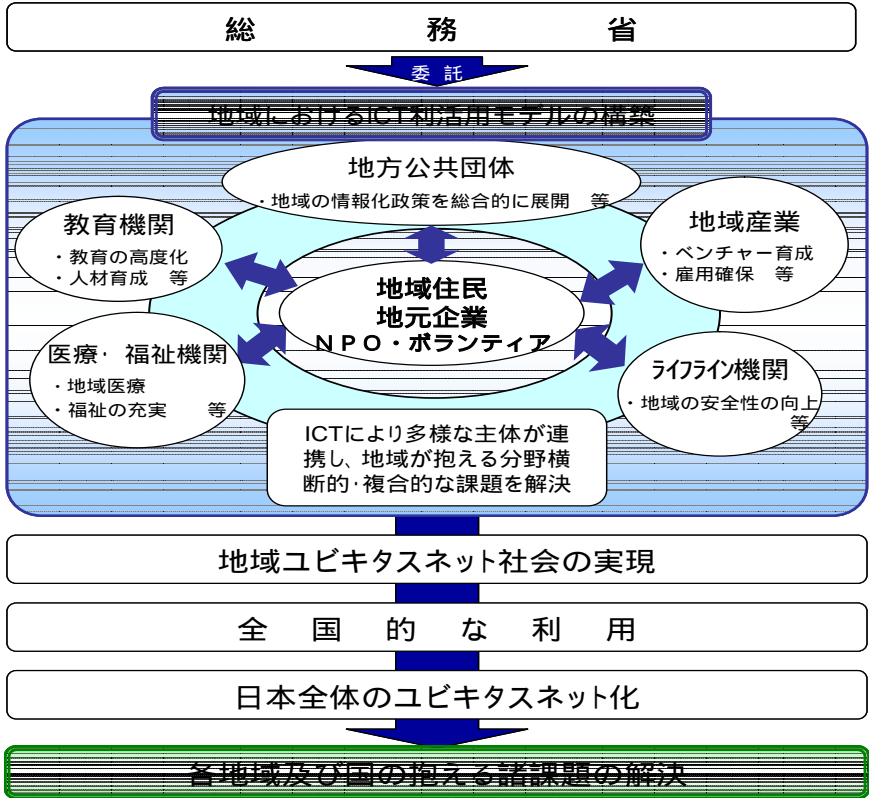 総務省
委託
地域におけるICT利活用モデルの構築
地方公共団体
・地域の情報化政策を総合的に展開 等
教育機関
・教育の高度化
・人材育成 等
地域産業
・ベンチャー育成
・雇用確保 等
地域住民
地元企業
NPO・ボランティア
医療・福祉機関
・地域医療
・福祉の充実 等
ライフライン機関
・地域の安全性の向上
等
ICTにより多様な主体が連
携し、地域が抱える分野横
断的・複合的な課題を解決
地域ユビキタスネット社会の実現
全国的な利用
日本全体のユビキタスネット化
各地域及び国の抱える諸課題の解決